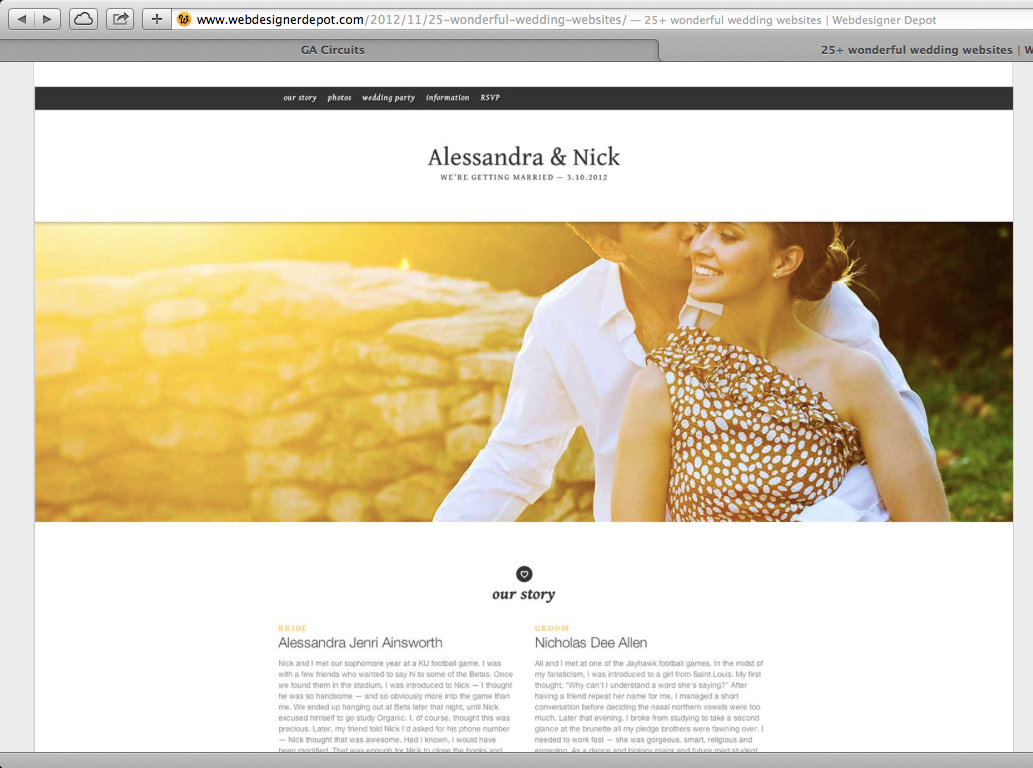 www.webdesignerdepot.com/2012/11/25-wonderful-wedding-websites/ — 25+ wonderful wedding websites | Webdesigner Depot
GA Circuits
25+ wonderful wedding websites | W
our story photos wedding party information RSVP
Alessandra & Nick
WE'RE GETTING MARRIED — 3.10.2012
our story
BRIDE
Alessandra Jenri Ainsworth
Nick and I met our sophomore year at a KU football game. I was
with a few friends who wanted to say hi to some of the Betas. Once
we found them in the stadium, I was introduced to Nick — I thought
he was so handsome — and so obviously more into the game than
me. We ended up hanging out at Beta later that night, until Nick
excused himself to go study Organic. I, of course, thought this was
precious. Later, my friend told Nick I'd asked for his phone number
— Nick thought that was awesome. Had I known, I would have
been mortified. That was enough for Nick to close the books and
GROOM
Nicholas Dee Allen
Ali and I met at one of the Jayhawk football games. In the midst of
my fanaticism, I was introduced to a girl from Saint Louis. My first
thought, "Why can't I understand a word she's saying?" After
having a friend repeat her name for me, I managed a short
conversation before deciding the nasal northern vowels were too
much. Later that evening, I broke from studying to take a second
glance at the brunette all my pledge brothers were fawning over. I
needed to work fast — she was gorgeous, smart, religious and
engaging. As a dance and biology major and future med student